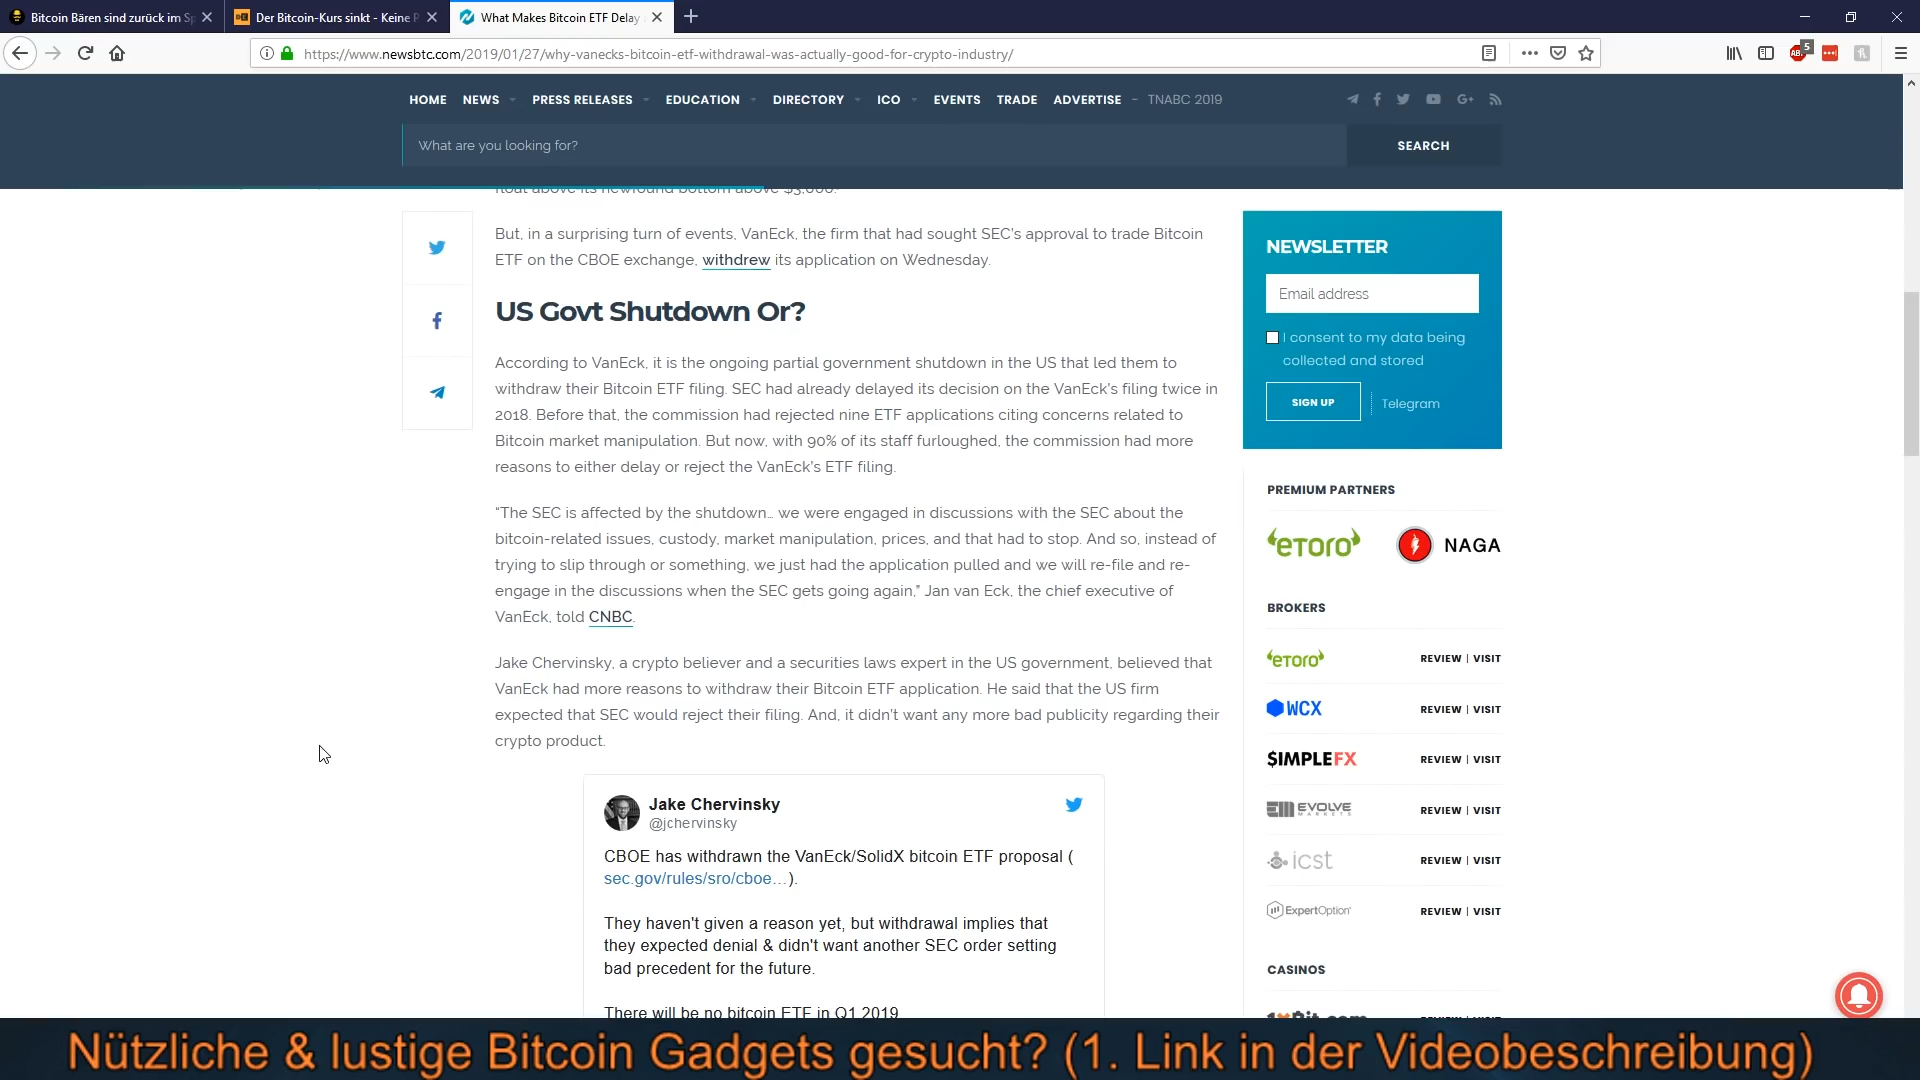 Bitcoin Bären sind zurück im Sp
Der Bitcoin-Kurs sinkt - Keine P
What Makes Bitcoin ETF Delay
https://www.newsbtc.com/2019/01/27/why-vanecks-bitcoin-etf-withdrawal-was-actually-good-for-crypto-industry/
5
HOME NEWS PRESS RELEASES EDUCATION DIRECTORY ICO EVENTS TRADE ADVERTISE – TNABC 2019
What are you looking for?
SEARCH
float above its newfound bottom above $3,000.
But, in a surprising turn of events, VanEck, the firm that had sought SEC's approval to trade Bitcoin
ETF on the CBOE exchange, withdrew its application on Wednesday.
US Govt Shutdown Or?
According to VanEck, it is the ongoing partial government shutdown in the US that led them to
withdraw their Bitcoin ETF filing. SEC had already delayed its decision on the VanEck's filing twice in
2018. Before that, the commission had rejected nine ETF applications citing concerns related to
Bitcoin market manipulation. But now, with 90% of its staff furloughed, the commission had more
reasons to either delay or reject the VanEck's ETF filing.
“The SEC is affected by the shutdown… we were engaged in discussions with the SEC about the
bitcoin-related issues, custody, market manipulation, prices, and that had to stop. And so, instead of
trying to slip through or something, we just had the application pulled and we will re-file and re-
engage in the discussions when the SEC gets going again,” Jan van Eck, the chief executive of
VanEck, told CNBC.
Jake Chervinsky, a crypto believer and a securities laws expert in the US government, believed that
VanEck had more reasons to withdraw their Bitcoin ETF application. He said that the US firm
expected that SEC would reject their filing. And, it didn't want any more bad publicity regarding their
crypto product.
Jake Chervinsky
@jchervinsky
CBOE has withdrawn the VanEck/SolidX bitcoin ETF proposal (
sec.gov/rules/sro/cboe…).
They haven't given a reason yet, but withdrawal implies that
they expected denial & didn't want another SEC order setting
bad precedent for the future.
There will be no bitcoin ETF in Q1 2019.
NEWSLETTER
Email address
I consent to my data being
collected and stored
SIGN UP
Telegram
PREMIUM PARTNERS
eToro
NAGA
BROKERS
eToro REVIEW | VISIT
WCX REVIEW | VISIT
$IMPLEFX REVIEW | VISIT
EVOLVE MARKETS REVIEW | VISIT
icst REVIEW | VISIT
ExpertOption REVIEW | VISIT
CASINOS
Nützliche & lustige Bitcoin Gadgets gesucht? (1. Link in der Videobeschreibung)